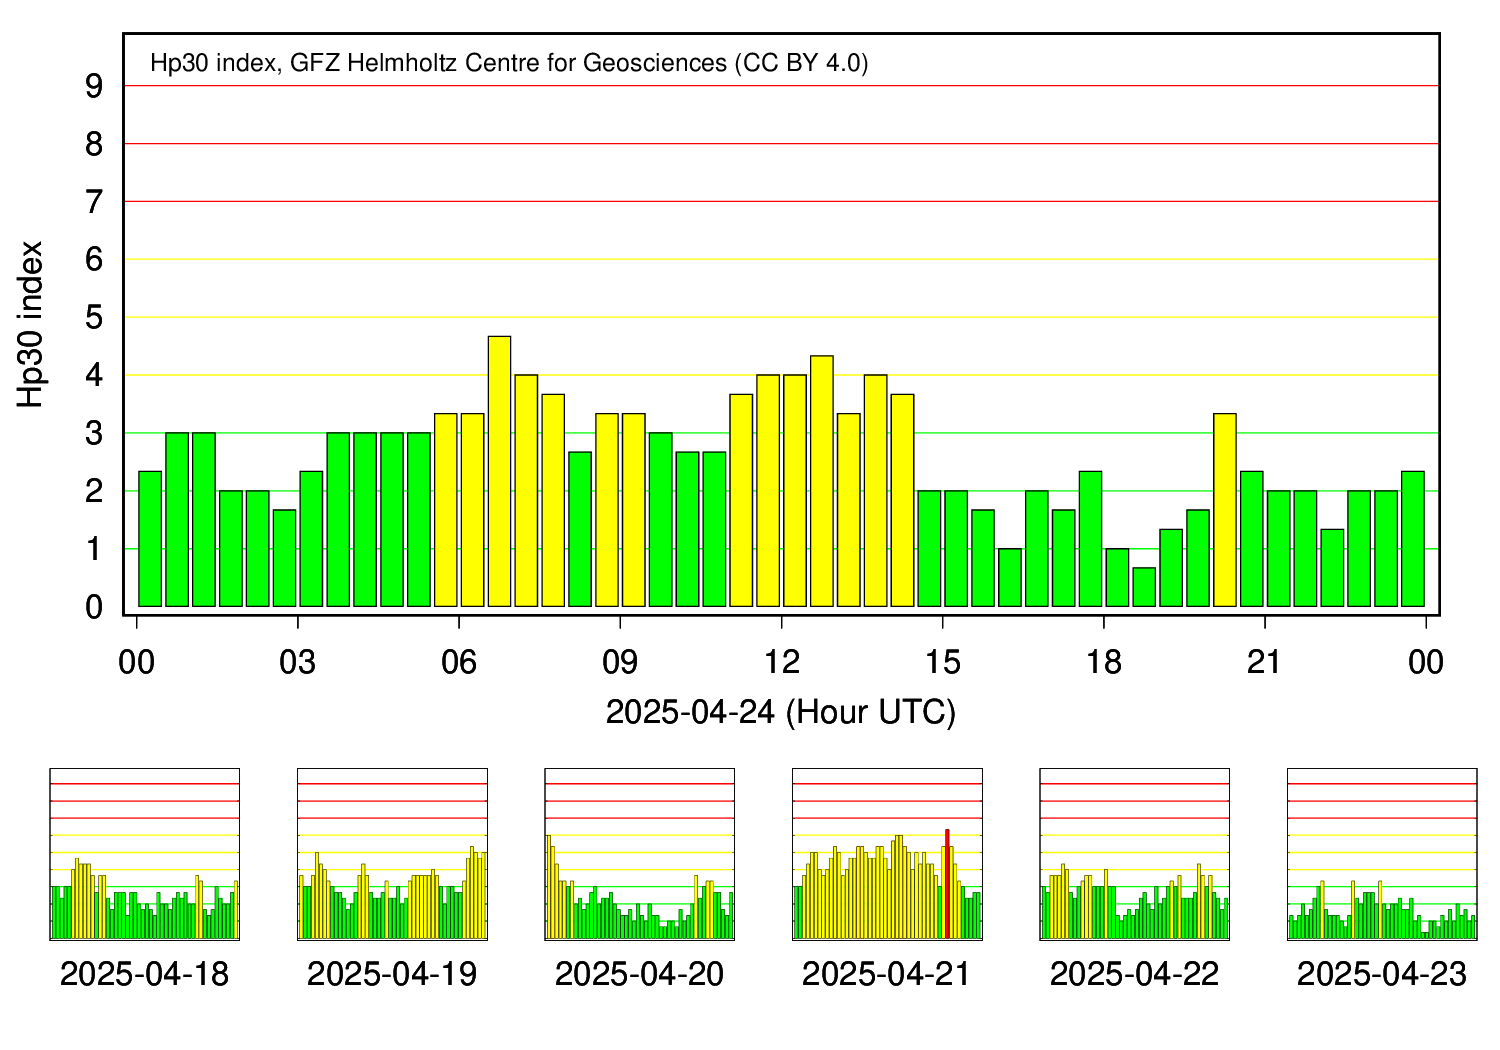 Hp30 index, GFZ Helmholtz Centre for Geosciences (CC BY 4.0)
9
8
7
6
5
4
3
2
1
0
Hp30 index
00 03 06 09 12 15 18 21 00
2025-04-24 (Hour UTC)
2025-04-18 2025-04-19 2025-04-20 2025-04-21 2025-04-22 2025-04-23